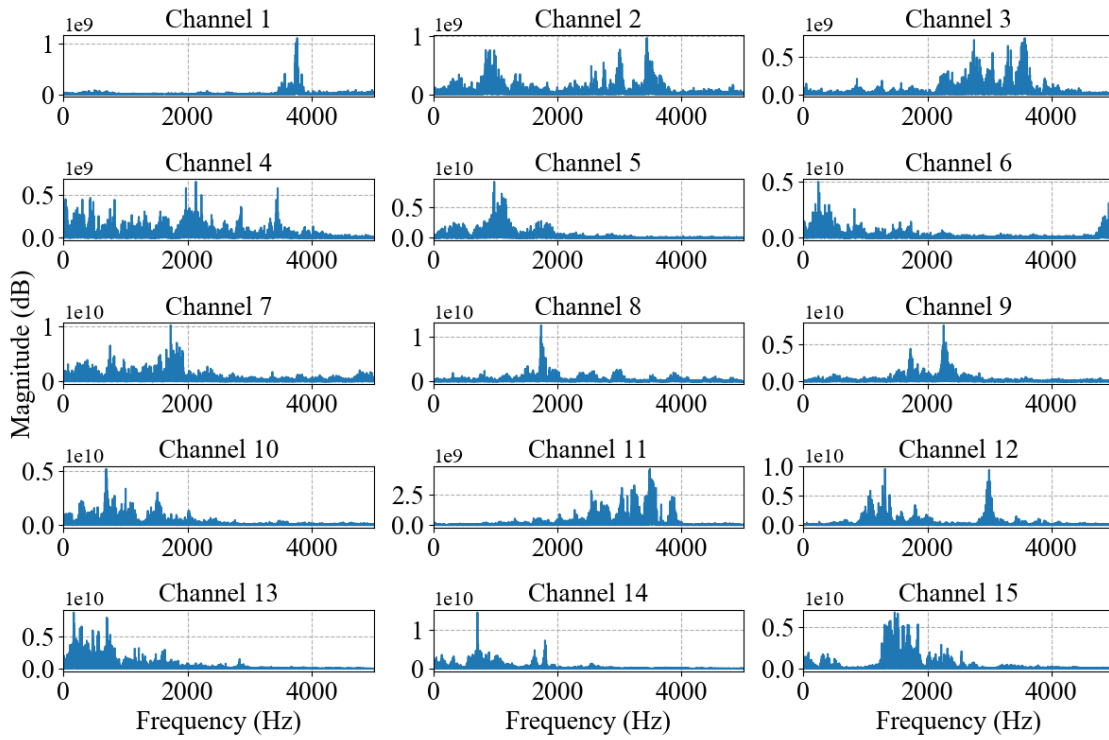 1e9 Channel 1
1
0
0 2000 4000
1e9 Channel 2
1
0
0 2000 4000
1e9 Channel 3
0.5
0.0
0 2000 4000
1e9 Channel 4
0.5
0.0
0 2000 4000
1e10 Channel 5
0.5
0.0
0 2000 4000
1e10 Channel 6
0.5
0.0
0 2000 4000
Magnitude (dB)
1e10 Channel 7
1
0
0 2000 4000
1e10 Channel 8
1
0
0 2000 4000
1e10 Channel 9
0.5
0.0
0 2000 4000
1e10 Channel 10
0.5
0.0
0 2000 4000
1e9 Channel 11
2.5
0.0
0 2000 4000
1e10 Channel 12
1.0
0.5
0.0
0 2000 4000
1e10 Channel 13
0.5
0.0
0 2000 4000
Frequency (Hz)
1e10 Channel 14
1
0
0 2000 4000
Frequency (Hz)
1e10 Channel 15
0.5
0.0
0 2000 4000
Frequency (Hz)